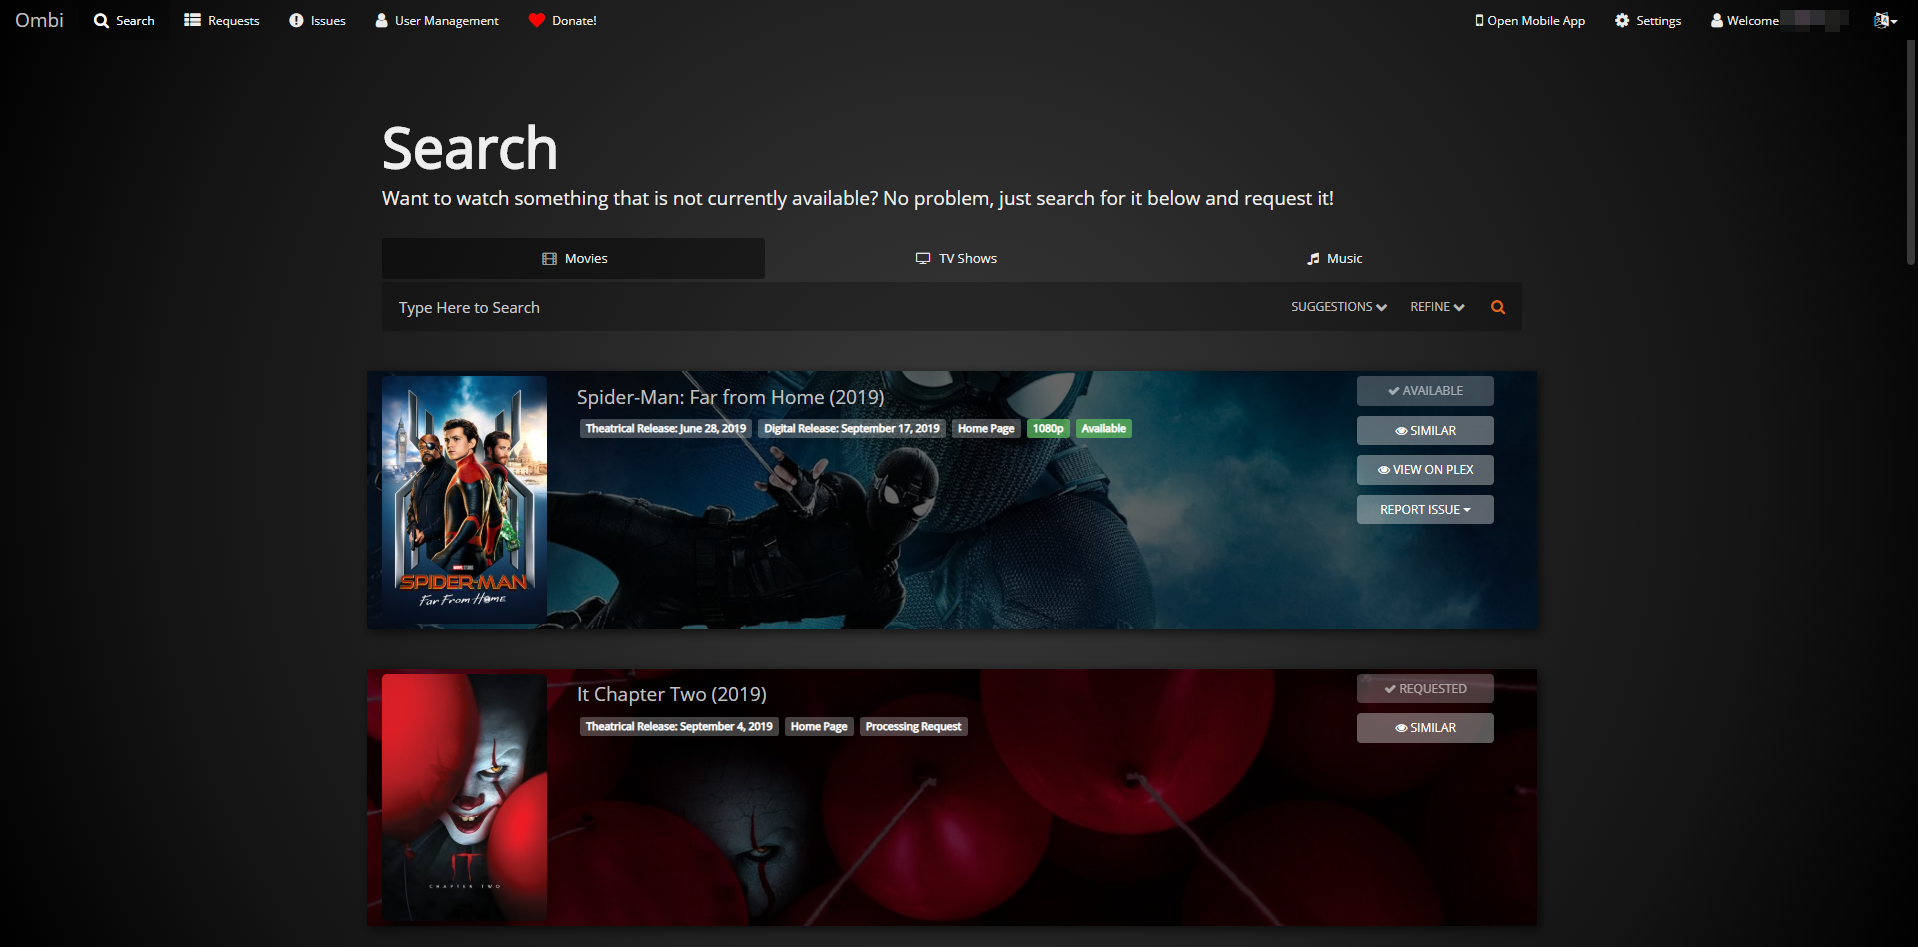 Ombi Search Requests Issues User Management Donate! Open Mobile App Settings Welcome
Search
Want to watch something that is not currently available? No problem, just search for it below and request it!
Movies TV Shows Music
Type Here to Search SUGGESTIONS REFINE
Spider-Man: Far from Home (2019)
Theatrical Release: June 28, 2019 Digital Release: September 17, 2019 Home Page 1080p Available
AVAILABLE
SIMILAR
VIEW ON PLEX
REPORT ISSUE
MARVEL STUDIOS
SPIDER-MAN
Far From Home
It Chapter Two (2019)
Theatrical Release: September 4, 2019 Home Page Processing Request
REQUESTED
SIMILAR
IT
CHAPTER TWO